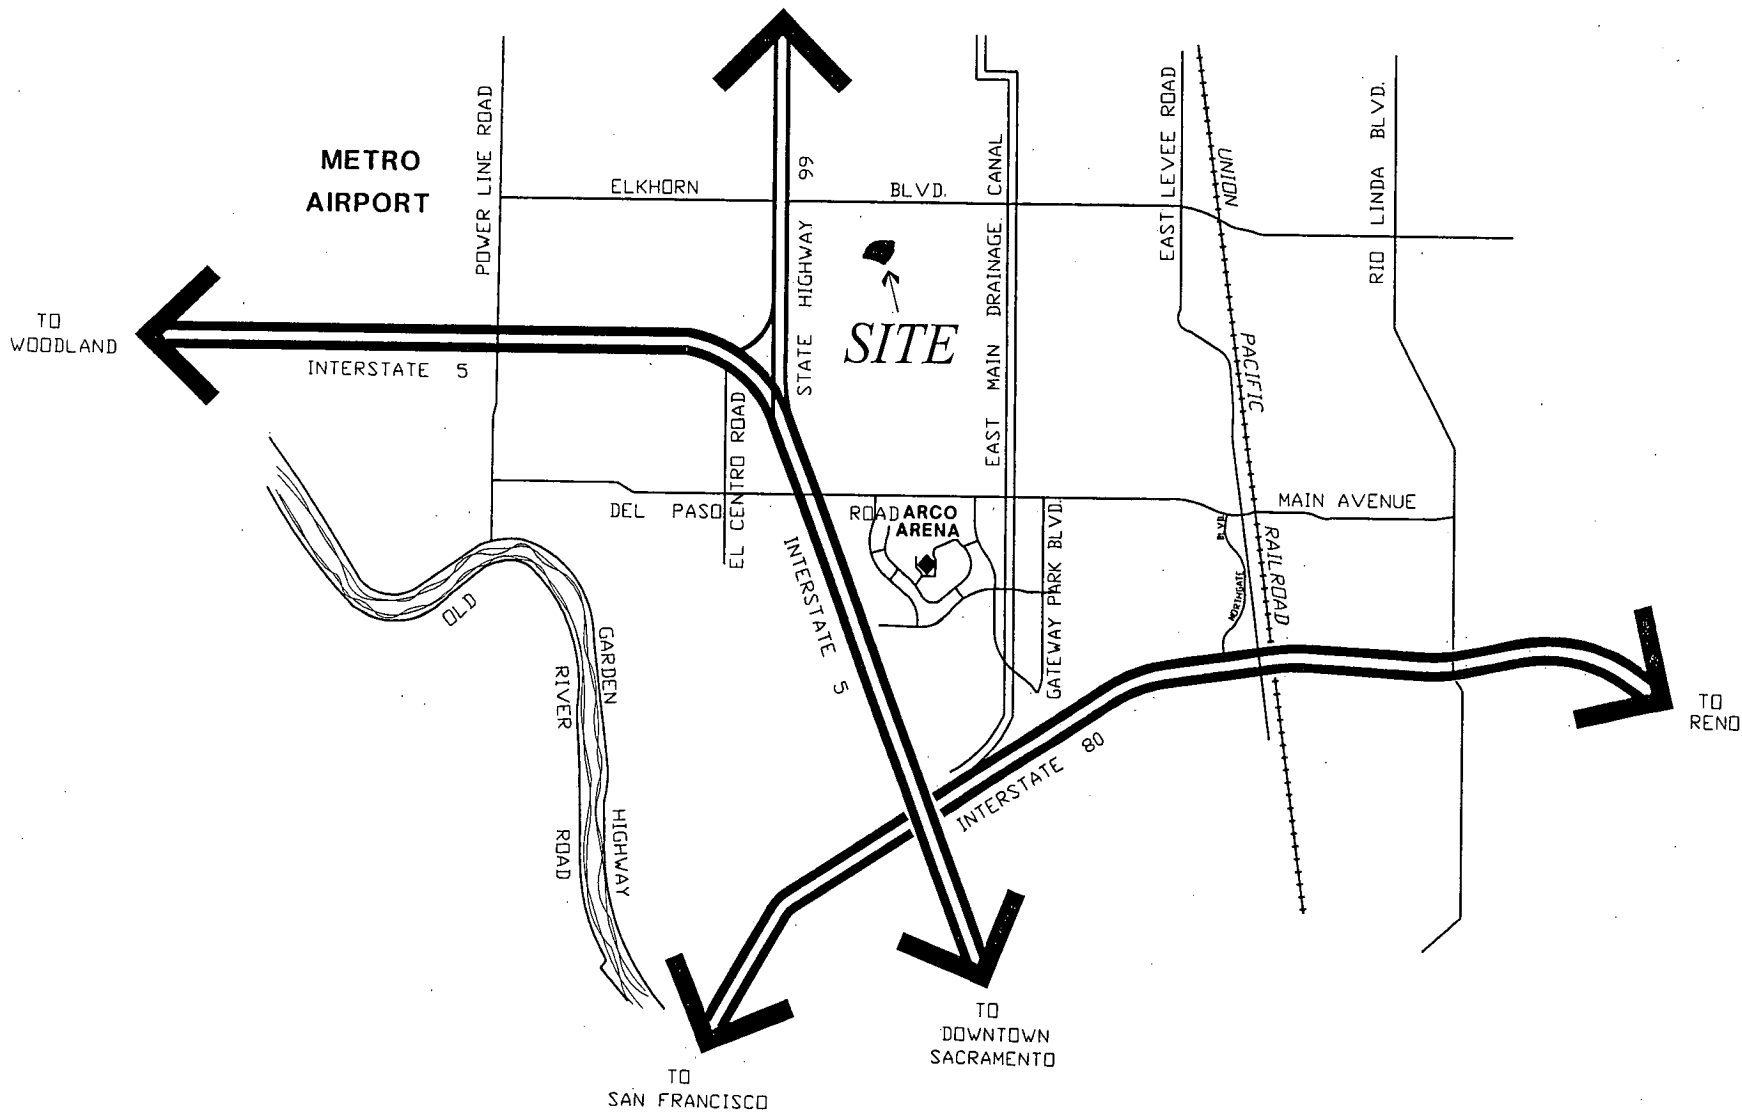 METRO
AIRPORT
POWER LINE ROAD
ELKHORN BLVD.
STATE HIGHWAY 99
EAST MAIN DRAINAGE CANAL
EAST LEVEE ROAD
UNION PACIFIC RAILROAD
RIO LINDA BLVD.
SITE
TO
WOODLAND
INTERSTATE 5
EL CENTRO ROAD
DEL PASO ROAD
MAIN AVENUE
ARCO
ARENA
GATEWAY PARK BLVD.
NORTHGATE BLVD.
INTERSTATE 5
OLD RIVER ROAD
GARDEN HIGHWAY
INTERSTATE 80
TO
RENO
TO
DOWNTOWN
SACRAMENTO
TO
SAN FRANCISCO